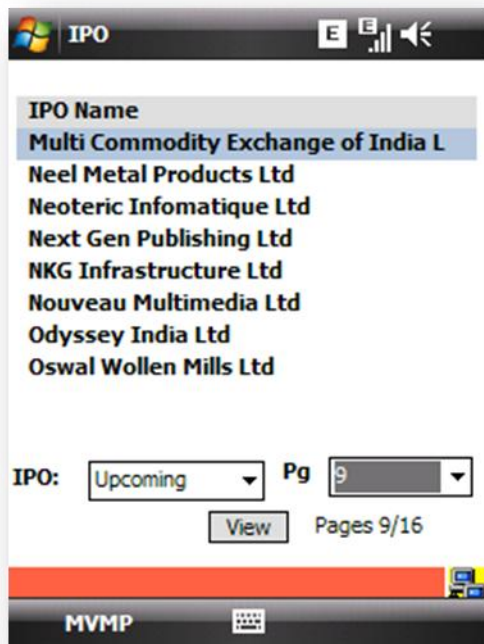 IPO
E
E
IPO Name
Multi Commodity Exchange of India L
Neel Metal Products Ltd
Neoteric Infomatique Ltd
Next Gen Publishing Ltd
NKG Infrastructure Ltd
Nouveau Multimedia Ltd
Odyssey India Ltd
Oswal Wollen Mills Ltd
IPO: Upcoming Pg 9
View Pages 9/16
MVMP